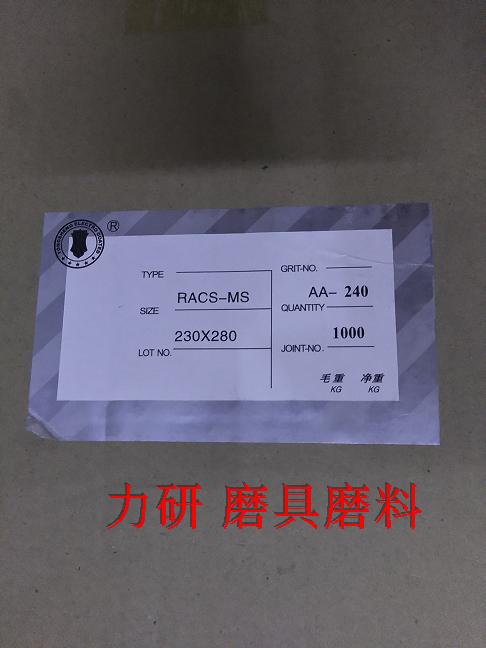 ®
TYPE
RACS-MS
SIZE
230X280
LOT NO.
GRIT-NO.
AA- 240
QUANTITY
1000
JOINT-NO.
毛重 净重
KG KG
力研 磨具磨料